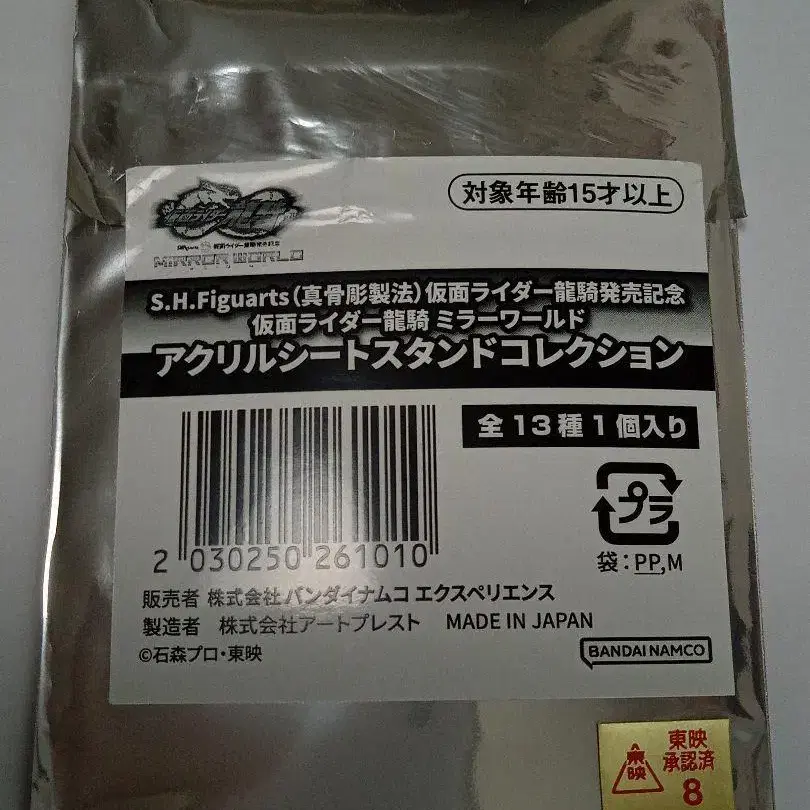 対象年齢15才以上
MIRROR WORLD
S.H.Figuarts（真骨彫製法）仮面ライダー龍騎発売記念
仮面ライダー龍騎 ミラーワールド
アクリルシートスタンドコレクション
全13種1個入り
2 030250 261010
プラ
袋：PP,M
販売者 株式会社バンダイナムコ エクスペリエンス
製造者 株式会社アートプレスト MADE IN JAPAN
©石森プロ・東映
BANDAI NAMCO
東映
東映
承認済
8